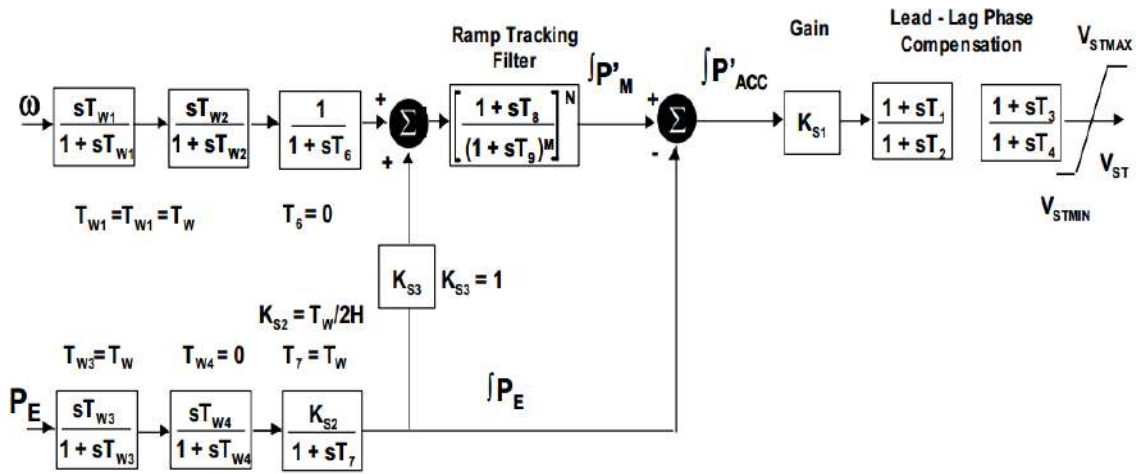 Ramp Tracking
Filter
Gain
Lead - Lag Phase
Compensation
V_STMAX
∫P'_M
∫P'_ACC
ω
sT_W1
1 + sT_W1
sT_W2
1 + sT_W2
1
1 + sT_6
+
Σ
+
[ 1 + sT_8
(1 + sT_9)^M ] N
+
Σ
-
K_S1
1 + sT_1
1 + sT_2
1 + sT_3
1 + sT_4
V_ST
V_STMIN
T_W1 =T_W1 = T_W
T_6 = 0
K_S3
K_S3 = 1
K_S2 = T_W/2H
T_W3= T_W
T_W4 = 0
T_7 = T_W
∫P_E
P_E
sT_W3
1 + sT_W3
sT_W4
1 + sT_W4
K_S2
1 + sT_7